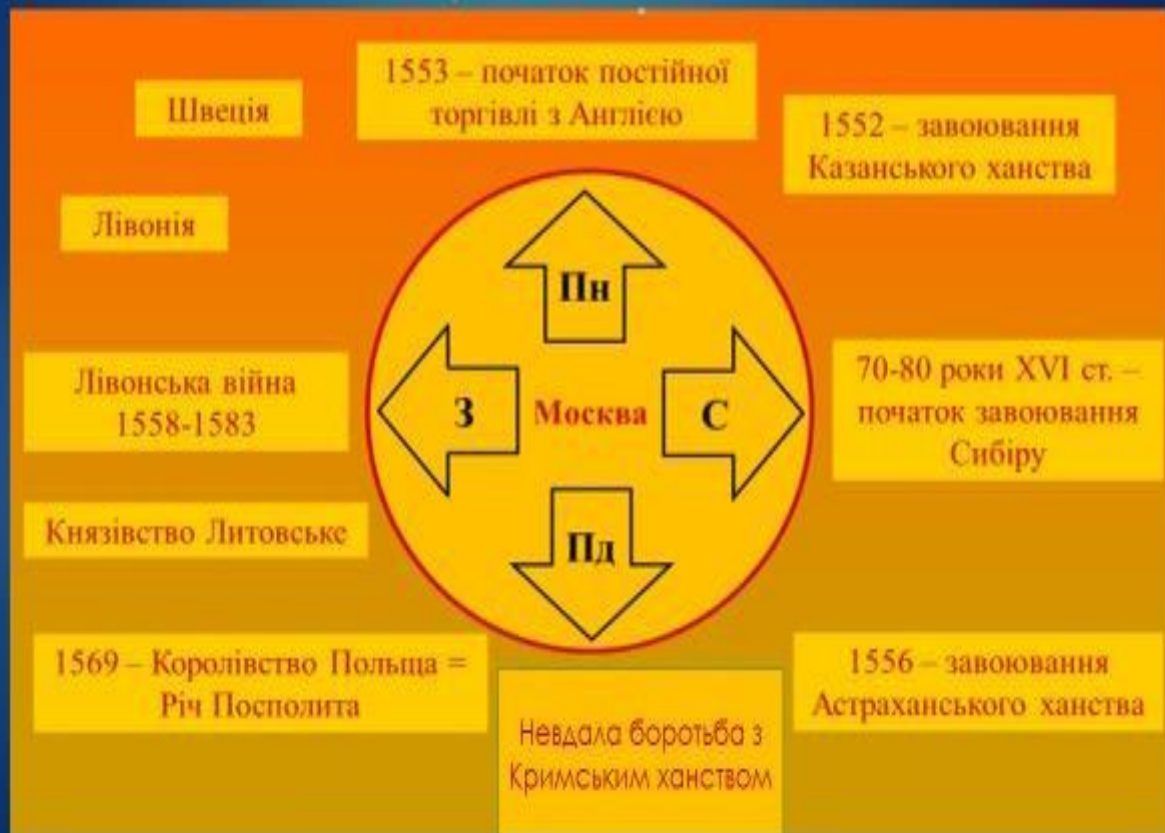 1553 – початок постійної
торгівлі з Англією
Швеція
1552 – завоювання
Казанського ханства
Лівонія
Пн
Лівонська війна
1558-1583
З
Москва
С
70-80 роки XVI ст. –
початок завоювання
Сибіру
Князівство Литовське
Пд
1569 – Королівство Польща =
Річ Посполита
1556 – завоювання
Астраханського ханства
Невдала боротьба з
Кримським ханством